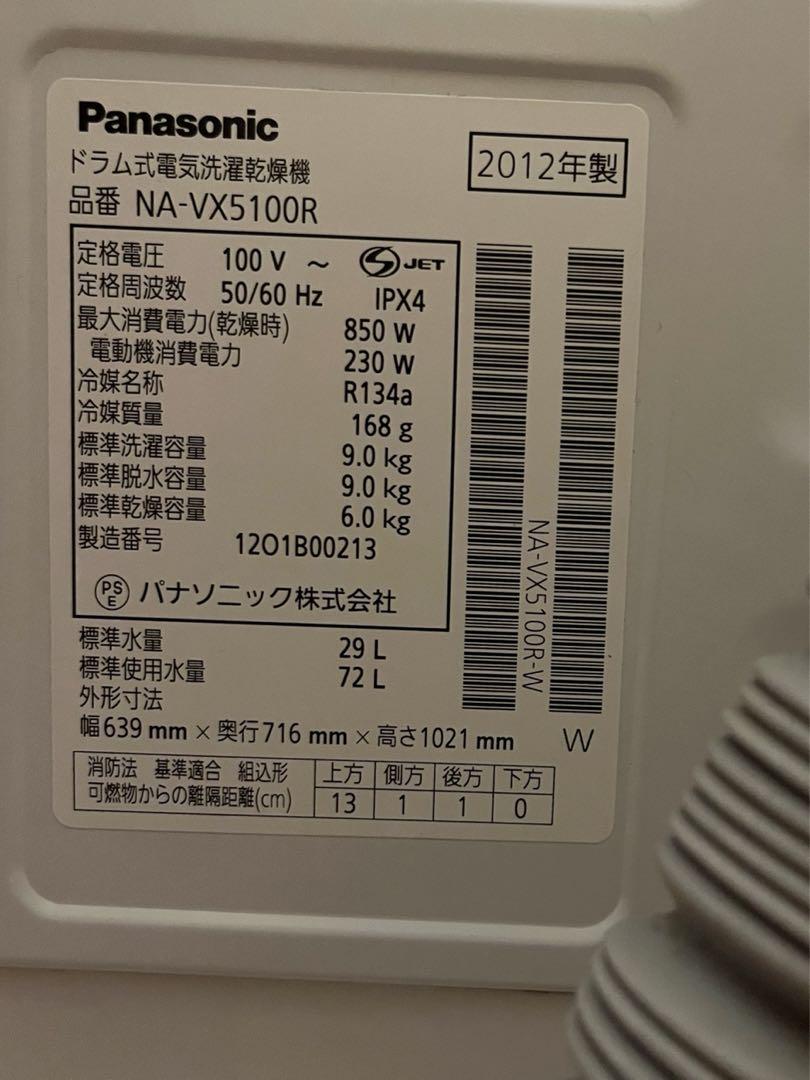 Panasonic
ドラム式電気洗濯乾燥機
2012年製
品番 NA-VX5100R
定格電圧 100 V ～ JET
定格周波数 50/60 Hz IPX4
最大消費電力(乾燥時) 850 W
電動機消費電力 230 W
冷媒名称 R134a
冷媒質量 168 g
標準洗濯容量 9.0 kg
標準脱水容量 9.0 kg
標準乾燥容量 6.0 kg
製造番号 12O1B00213
PSE パナソニック株式会社
標準水量 29 L
標準使用水量 72 L
外形寸法
幅639 mm × 奥行716 mm × 高さ1021 mm W
消防法 基準適合 組込形 上方 側方 後方 下方
可燃物からの離隔距離(cm) 13 1 1 0
NA-VX5100R-W